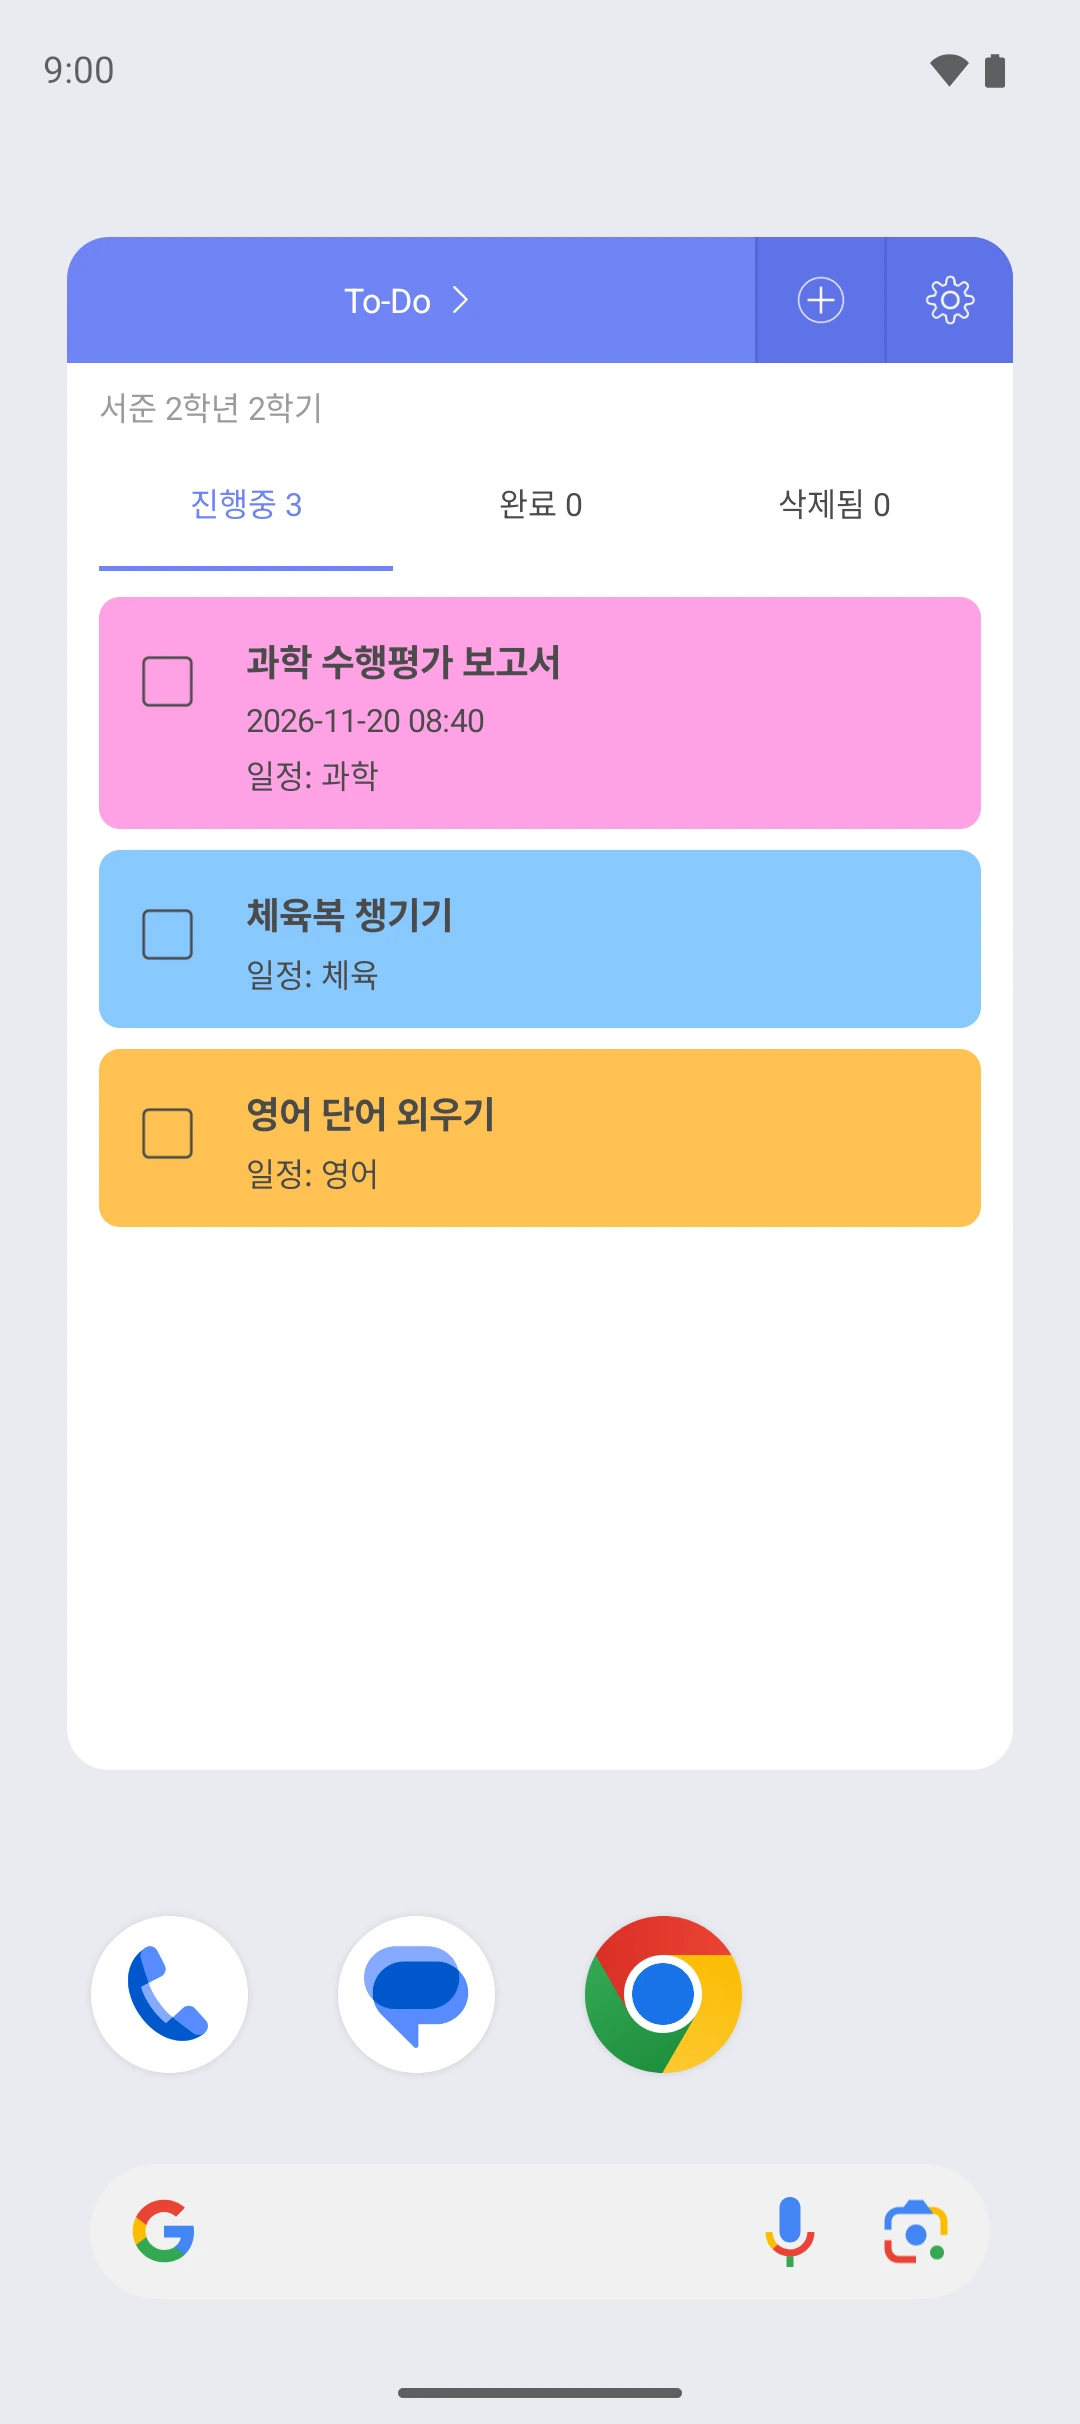 9:00
To-Do
서준 2학년 2학기
진행중 3
완료 0
삭제됨 0
과학 수행평가 보고서
2026-11-20 08:40
일정: 과학
체육복 챙기기
일정: 체육
영어 단어 외우기
일정: 영어